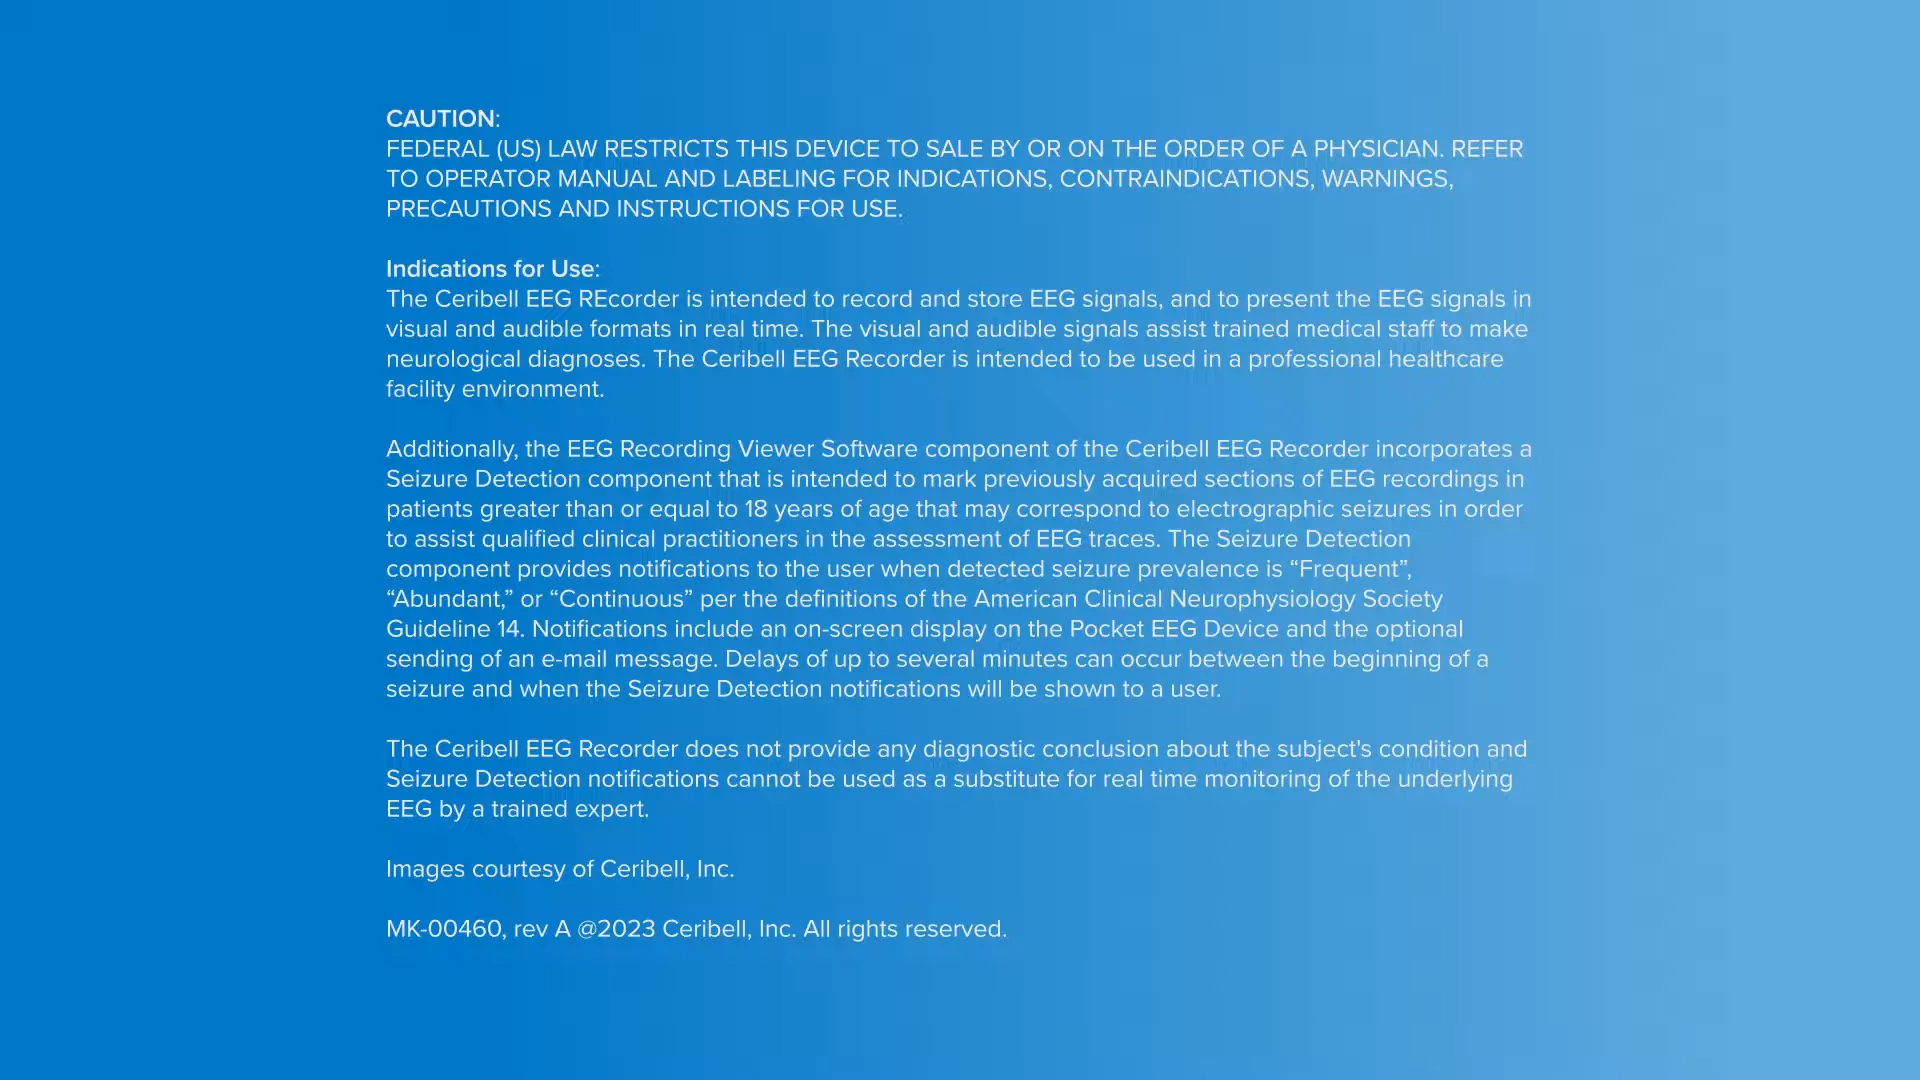 CAUTION:
FEDERAL (US) LAW RESTRICTS THIS DEVICE TO SALE BY OR ON THE ORDER OF A PHYSICIAN. REFER
TO OPERATOR MANUAL AND LABELING FOR INDICATIONS, CONTRAINDICATIONS, WARNINGS,
PRECAUTIONS AND INSTRUCTIONS FOR USE.
Indications for Use:
The Ceribell EEG REcorder is intended to record and store EEG signals, and to present the EEG signals in
visual and audible formats in real time. The visual and audible signals assist trained medical staff to make
neurological diagnoses. The Ceribell EEG Recorder is intended to be used in a professional healthcare
facility environment.
Additionally, the EEG Recording Viewer Software component of the Ceribell EEG Recorder incorporates a
Seizure Detection component that is intended to mark previously acquired sections of EEG recordings in
patients greater than or equal to 18 years of age that may correspond to electrographic seizures in order
to assist qualified clinical practitioners in the assessment of EEG traces. The Seizure Detection
component provides notifications to the user when detected seizure prevalence is “Frequent”,
“Abundant,” or “Continuous” per the definitions of the American Clinical Neurophysiology Society
Guideline 14. Notifications include an on-screen display on the Pocket EEG Device and the optional
sending of an e-mail message. Delays of up to several minutes can occur between the beginning of a
seizure and when the Seizure Detection notifications will be shown to a user.
The Ceribell EEG Recorder does not provide any diagnostic conclusion about the subject's condition and
Seizure Detection notifications cannot be used as a substitute for real time monitoring of the underlying
EEG by a trained expert.
Images courtesy of Ceribell, Inc.
MK-00460, rev A @2023 Ceribell, Inc. All rights reserved.